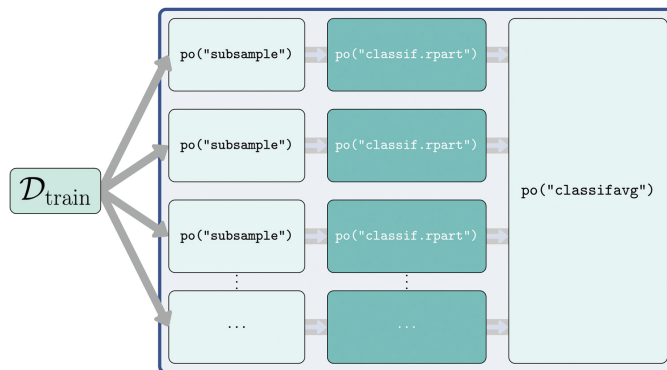 po("subsample") po("classif.rpart")
po("subsample") po("classif.rpart")
𝒟train po("classifavg")
po("subsample") po("classif.rpart")
⋮ ⋮
... ...